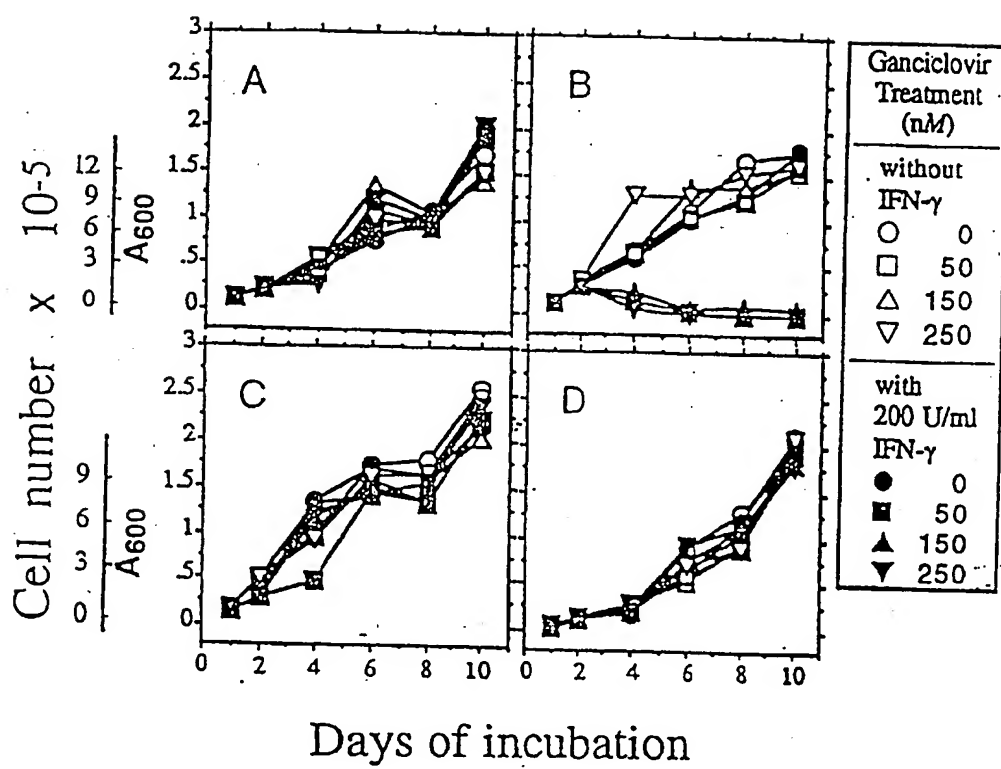 3
2.5
2
1.5
1
.5
0
12
9
6
3
0
A600
A
B
2.5
2
1.5
1
.5
0
9
6
3
0
A600
C
D
0 2 4 6 8 10
0 2 4 6 8 10
Cell number x 10-5
Days of incubation
Ganciclovir
Treatment
(nM)
without
IFN-γ
0
50
150
250
with
200 U/ml
IFN-γ
0
50
150
250